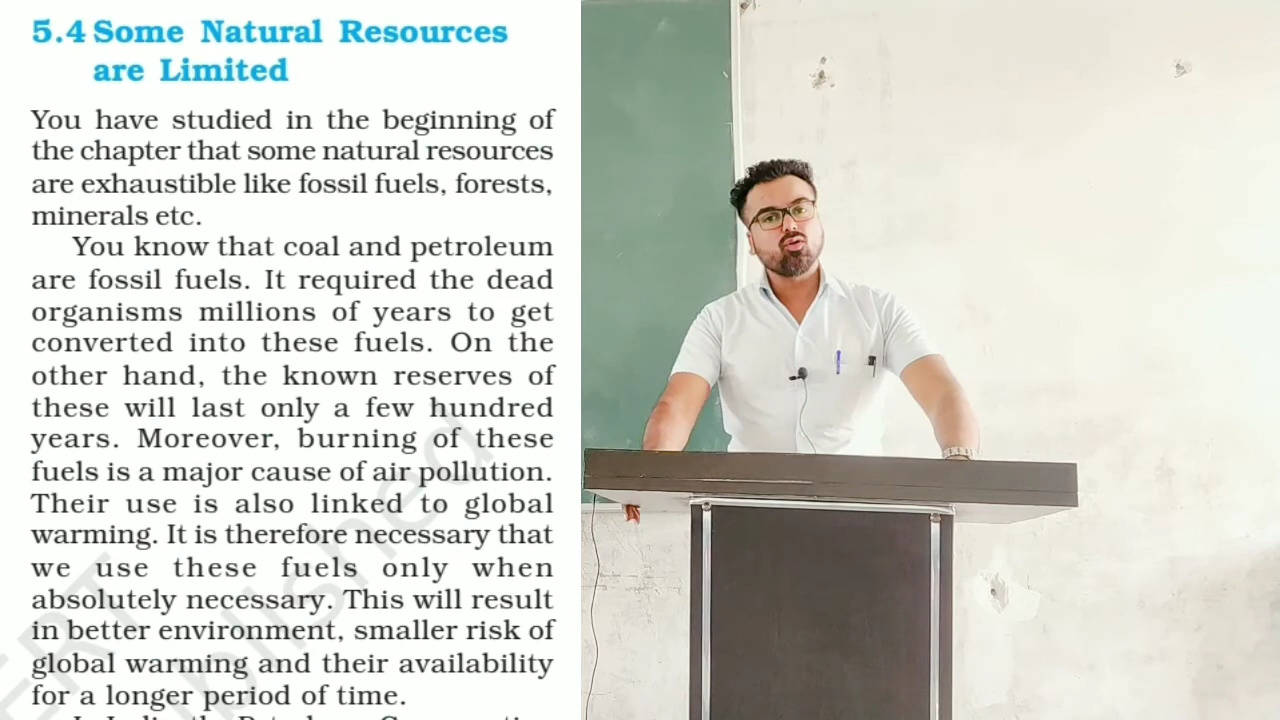 5.4 Some Natural Resources
are Limited
You have studied in the beginning of
the chapter that some natural resources
are exhaustible like fossil fuels, forests,
minerals etc.
You know that coal and petroleum
are fossil fuels. It required the dead
organisms millions of years to get
converted into these fuels. On the
other hand, the known reserves of
these will last only a few hundred
years. Moreover, burning of these
fuels is a major cause of air pollution.
Their use is also linked to global
warming. It is therefore necessary that
we use these fuels only when
absolutely necessary. This will result
in better environment, smaller risk of
global warming and their availability
for a longer period of time.